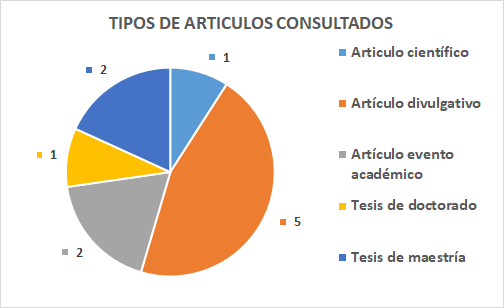 TIPOS DE ARTICULOS CONSULTADOS
1
5
2
1
2
Articulo científico
Artículo divulgativo
Artículo evento
académico
Tesis de doctorado
Tesis de maestría